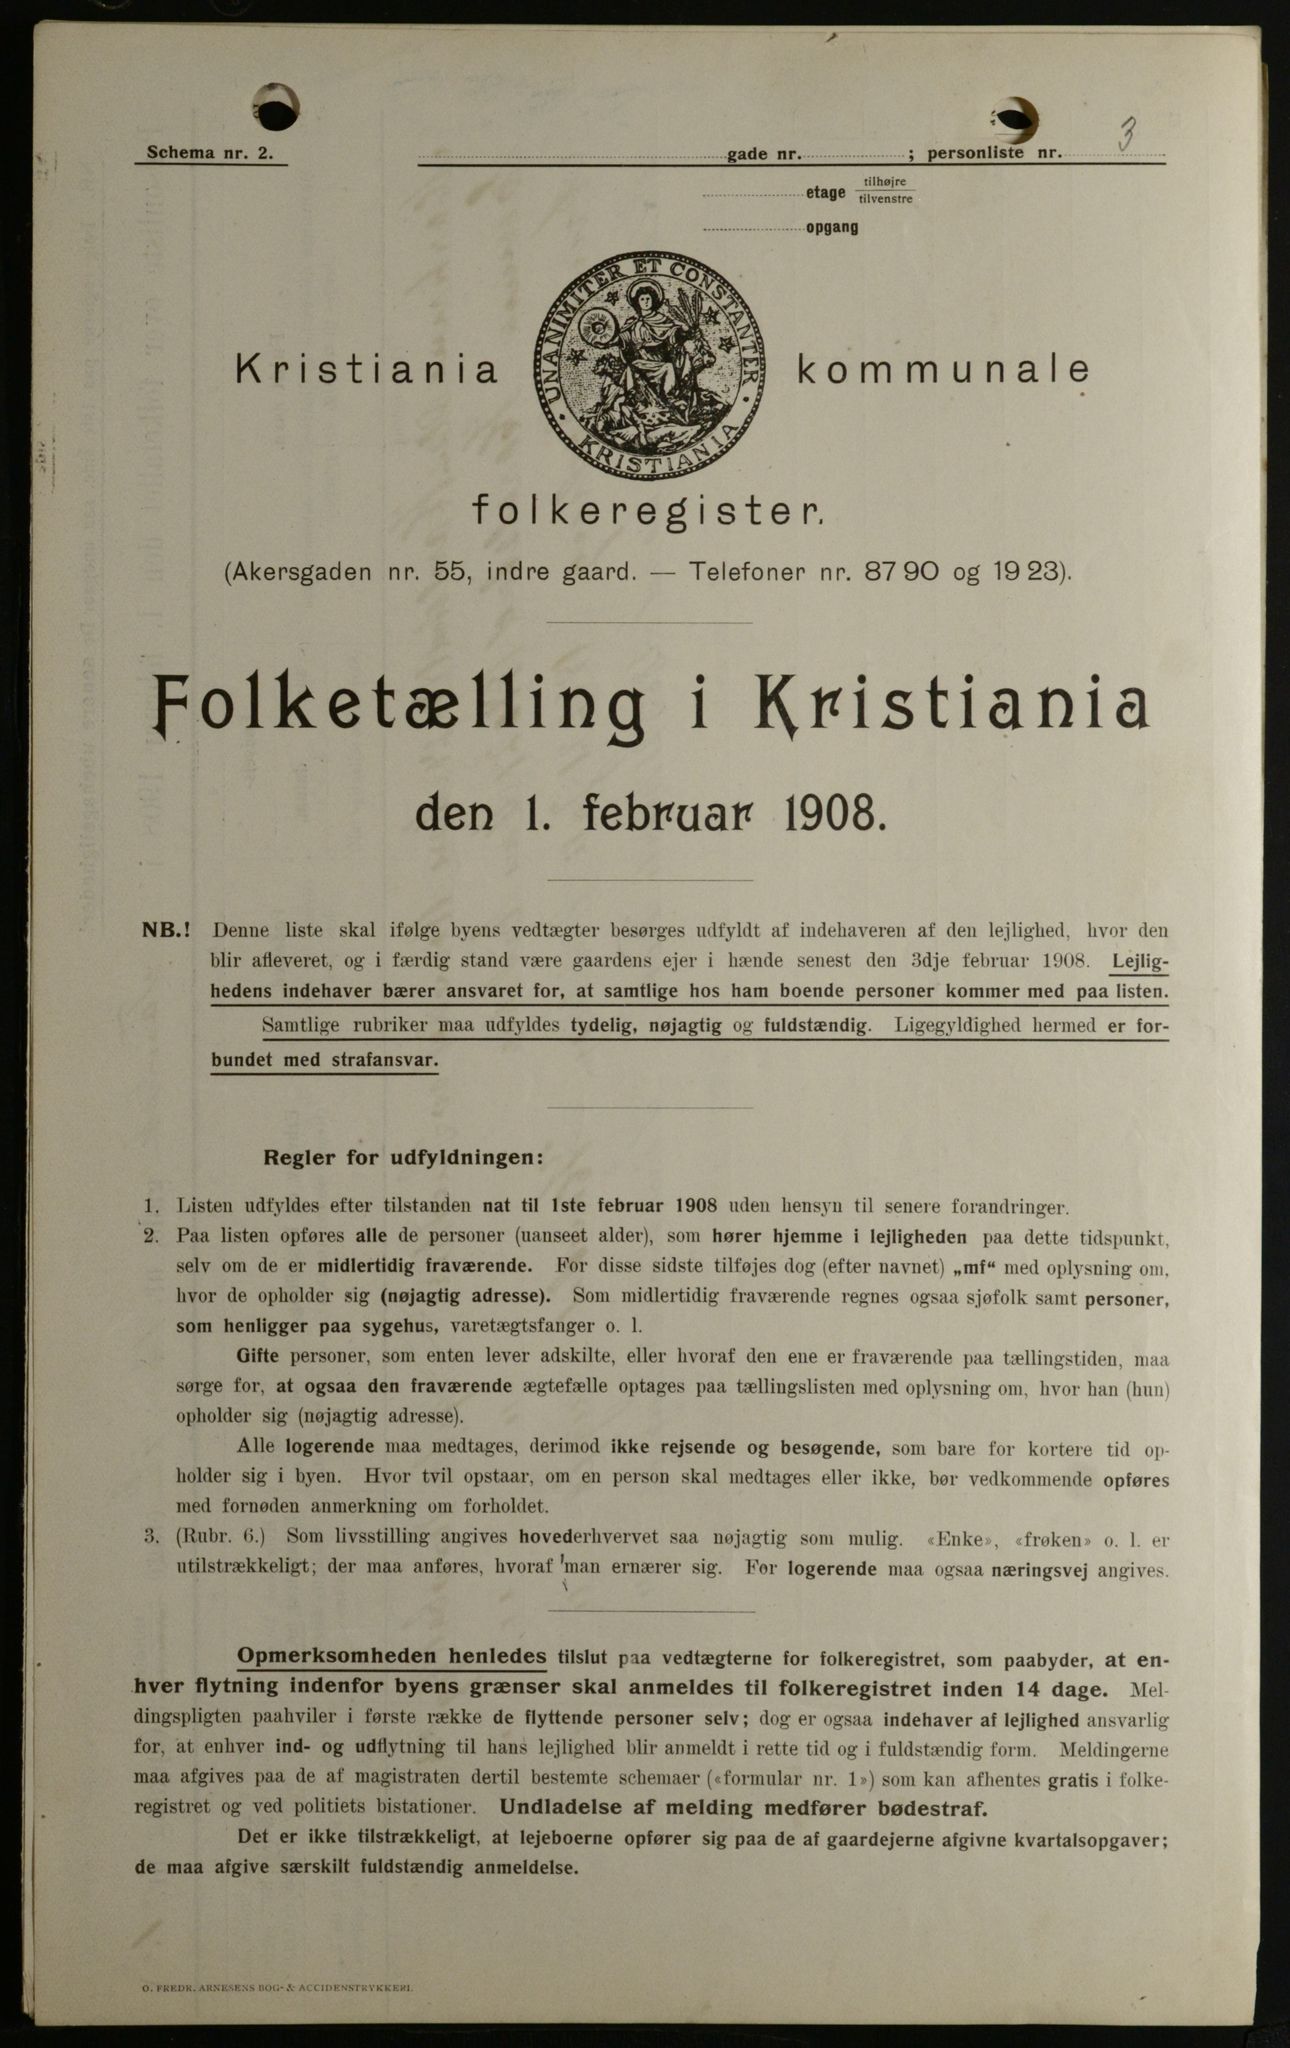 Schema nr. 2.
gade nr. ; personliste nr. 3
etage tilhøjre
tilvenstre
opgang
UNANIMITER ET CONSTANTER
KRISTIANIA
Kristiania kommunale
folkeregister.
(Akersgaden nr. 55, indre gaard. — Telefoner nr. 87 90 og 19 23).
Folketælling i Kristiania
den 1. februar 1908.
NB.! Denne liste skal ifølge byens vedtægter besørges udfyldt af indehaveren af den lejlighed, hvor den
blir afleveret, og i færdig stand være gaardens ejer i hænde senest den 3dje februar 1908. Lejlig-
hedens indehaver bærer ansvaret for, at samtlige hos ham boende personer kommer med paa listen.
Samtlige rubriker maa udfyldes tydelig, nøjagtig og fuldstændig. Ligegyldighed hermed er for-
bundet med strafansvar.
Regler for udfyldningen:
1. Listen udfyldes efter tilstanden nat til 1ste februar 1908 uden hensyn til senere forandringer.
2. Paa listen opføres alle de personer (uanseet alder), som hører hjemme i lejligheden paa dette tidspunkt,
selv om de er midlertidig fraværende. For disse sidste tilføjes dog (efter navnet) „mf“ med oplysning om,
hvor de opholder sig (nøjagtig adresse). Som midlertidig fraværende regnes ogsaa sjøfolk samt personer,
som henligger paa sygehus, varetægtsfanger o. l.
Gifte personer, som enten lever adskilte, eller hvoraf den ene er fraværende paa tællingstiden, maa
sørge for, at ogsaa den fraværende ægtefælle optages paa tællingslisten med oplysning om, hvor han (hun)
opholder sig (nøjagtig adresse).
Alle logerende maa medtages, derimod ikke rejsende og besøgende, som bare for kortere tid op-
holder sig i byen. Hvor tvil opstaar, om en person skal medtages eller ikke, bør vedkommende opføres
med fornøden anmerkning om forholdet.
3. (Rubr. 6.) Som livsstilling angives hovederhvervet saa nøjagtig som mulig. «Enke», «frøken» o. l. er
utilstrækkeligt; der maa anføres, hvoraf man ernærer sig. For logerende maa ogsaa næringsvej angives.
Opmerksomheden henledes tilslut paa vedtægterne for folkeregistret, som paabyder, at en-
hver flytning indenfor byens grænser skal anmeldes til folkeregistret inden 14 dage. Mel-
dingspligten paahviler i første række de flyttende personer selv; dog er ogsaa indehaver af lejlighed ansvarlig
for, at enhver ind- og udflytning til hans lejlighed blir anmeldt i rette tid og i fuldstændig form. Meldingerne
maa afgives paa de af magistraten dertil bestemte schemaer («formular nr. 1») som kan afhentes gratis i folke-
registret og ved politiets bistationer. Undladelse af melding medfører bødestraf.
Det er ikke tilstrækkeligt, at lejeboerne opfører sig paa de af gaardejerne afgivne kvartalsopgaver;
de maa afgive særskilt fuldstændig anmeldelse.
O. FREDR. ARNESENS BOG- & ACCIDENSTRYKKERI.